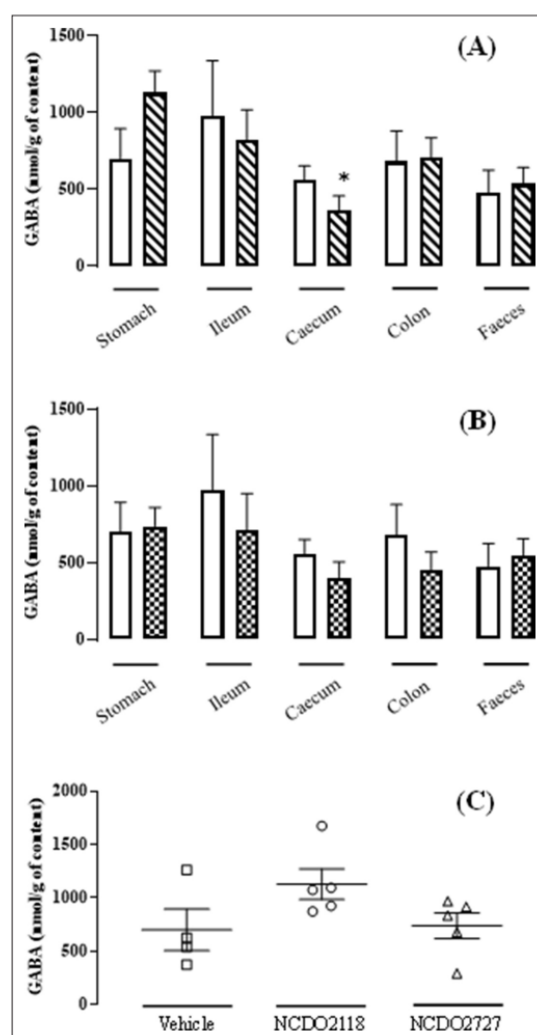 (A)
GABA (nmol/g of content)
1500
1000
500
0
*
Stomach Ileum Caecum Colon Faeces
(B)
GABA (nmol/g of content)
1500
1000
500
0
Stomach Ileum Caecum Colon Faeces
(C)
GABA (nmol/g of content)
2000
1500
1000
500
0
Vehicle NCDO2118 NCDO2727